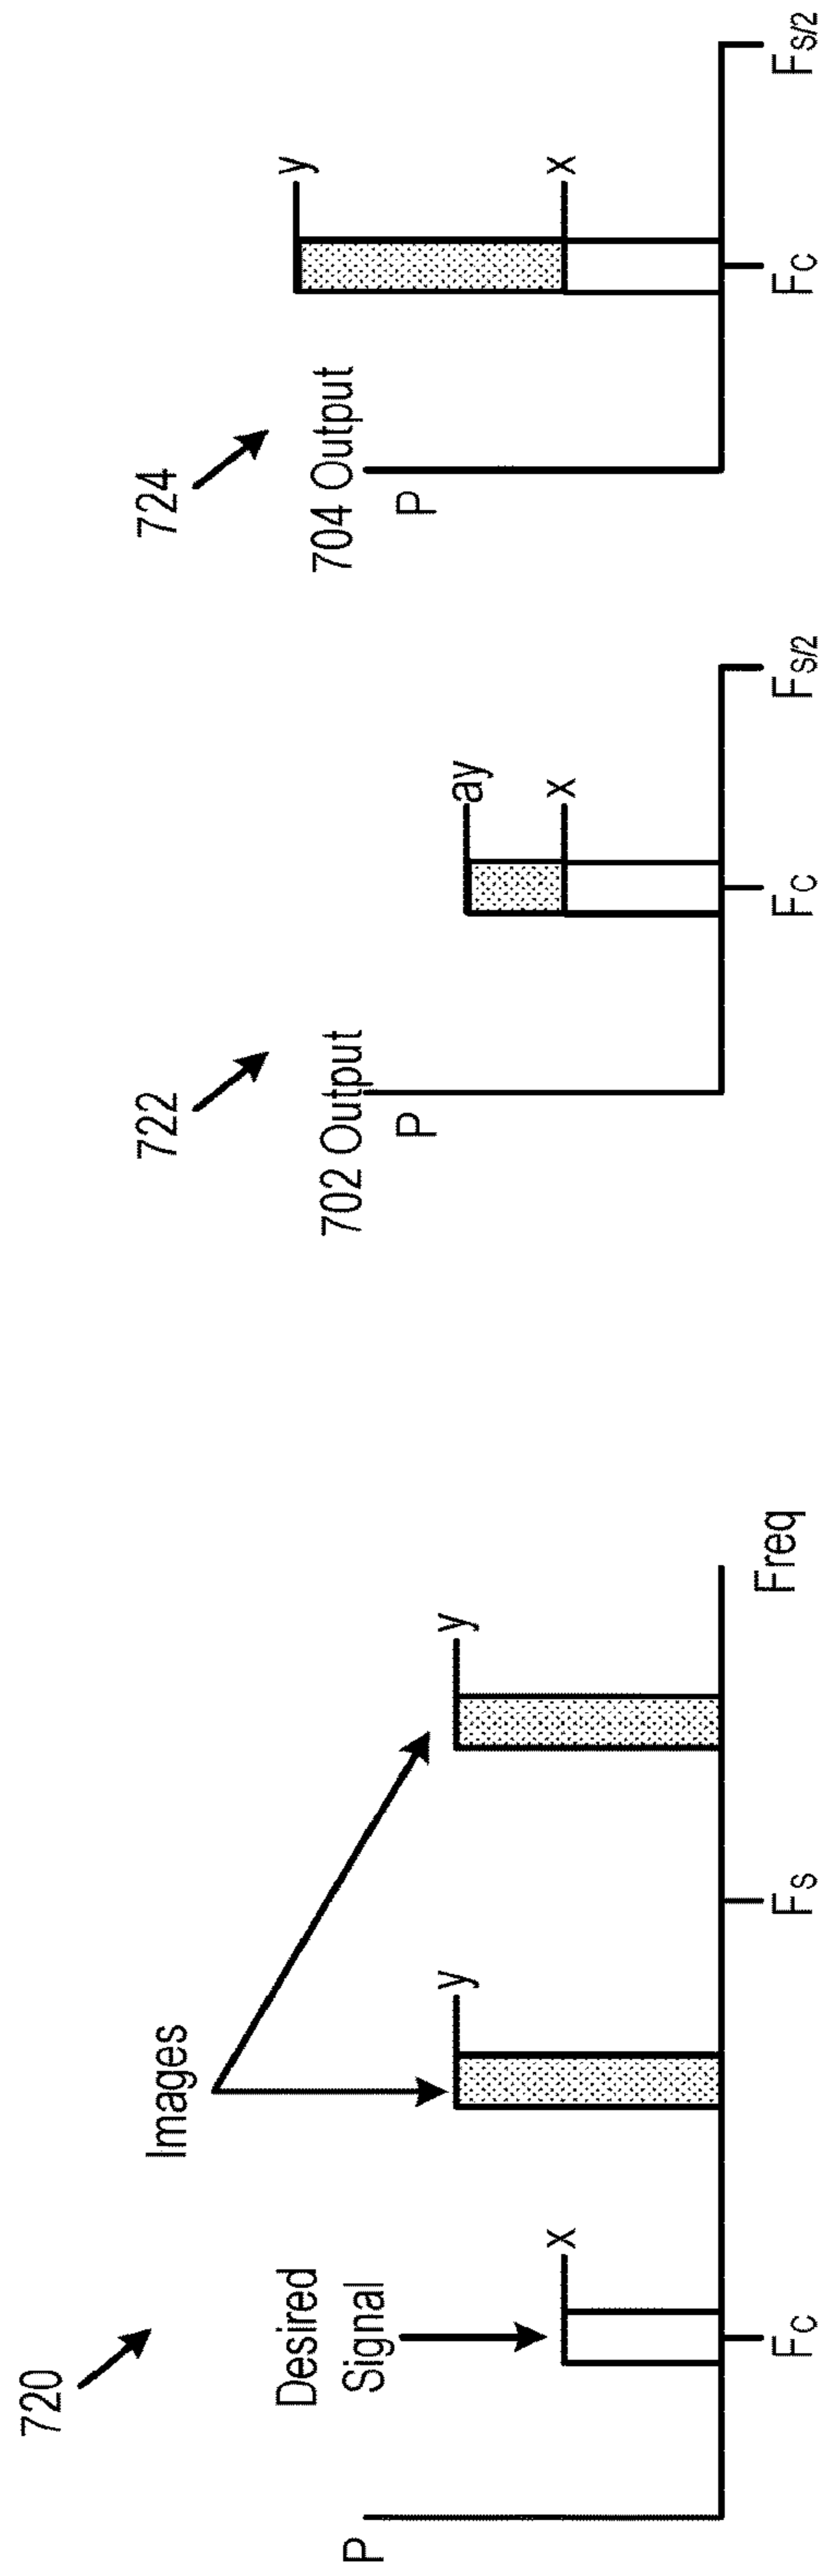 720
P
Desired
Signal
x
Images
y
y
Fc
Fs
Freq
722
702 Output
P
ay
x
Fc
Fs/2
724
704 Output
P
y
x
Fc
Fs/2